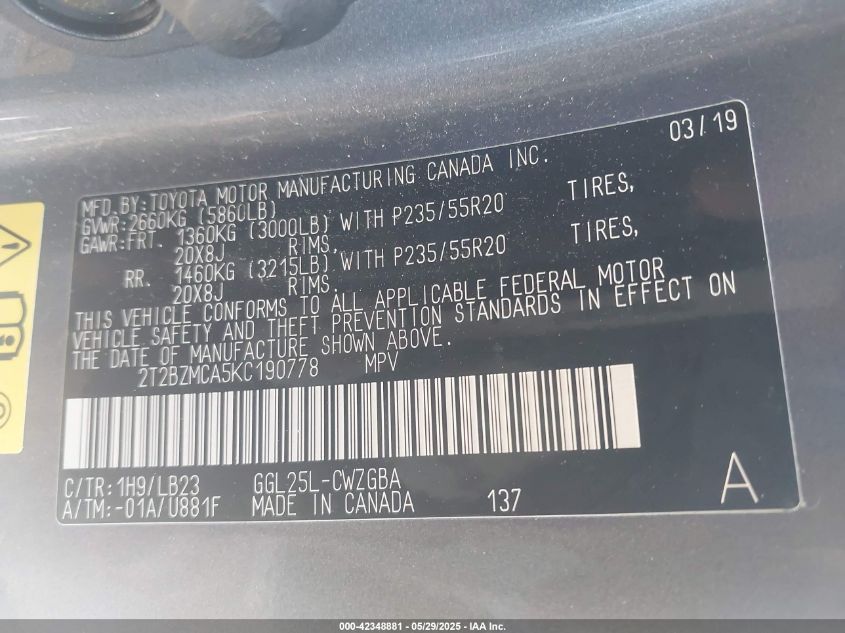 03/19
MFD. BY: TOYOTA MOTOR MANUFACTURING CANADA INC.
GVWR: 2660KG (5860LB)
GAWR: FRT. 1360KG (3000LB) WITH P235/55R20 TIRES,
20X8J RIMS,
RR. 1460KG (3215LB) WITH P235/55R20 TIRES,
20X8J RIMS.
THIS VEHICLE CONFORMS TO ALL APPLICABLE FEDERAL MOTOR
VEHICLE SAFETY AND THEFT PREVENTION STANDARDS IN EFFECT ON
THE DATE OF MANUFACTURE SHOWN ABOVE.
2T2BZMCA5KC190778 MPV
C/TR: 1H9/LB23 GGL25L-CWZGBA
A/TM:-01A/U881F MADE IN CANADA 137
A
000-42348881 - 05/29/2025 - IAA Inc.